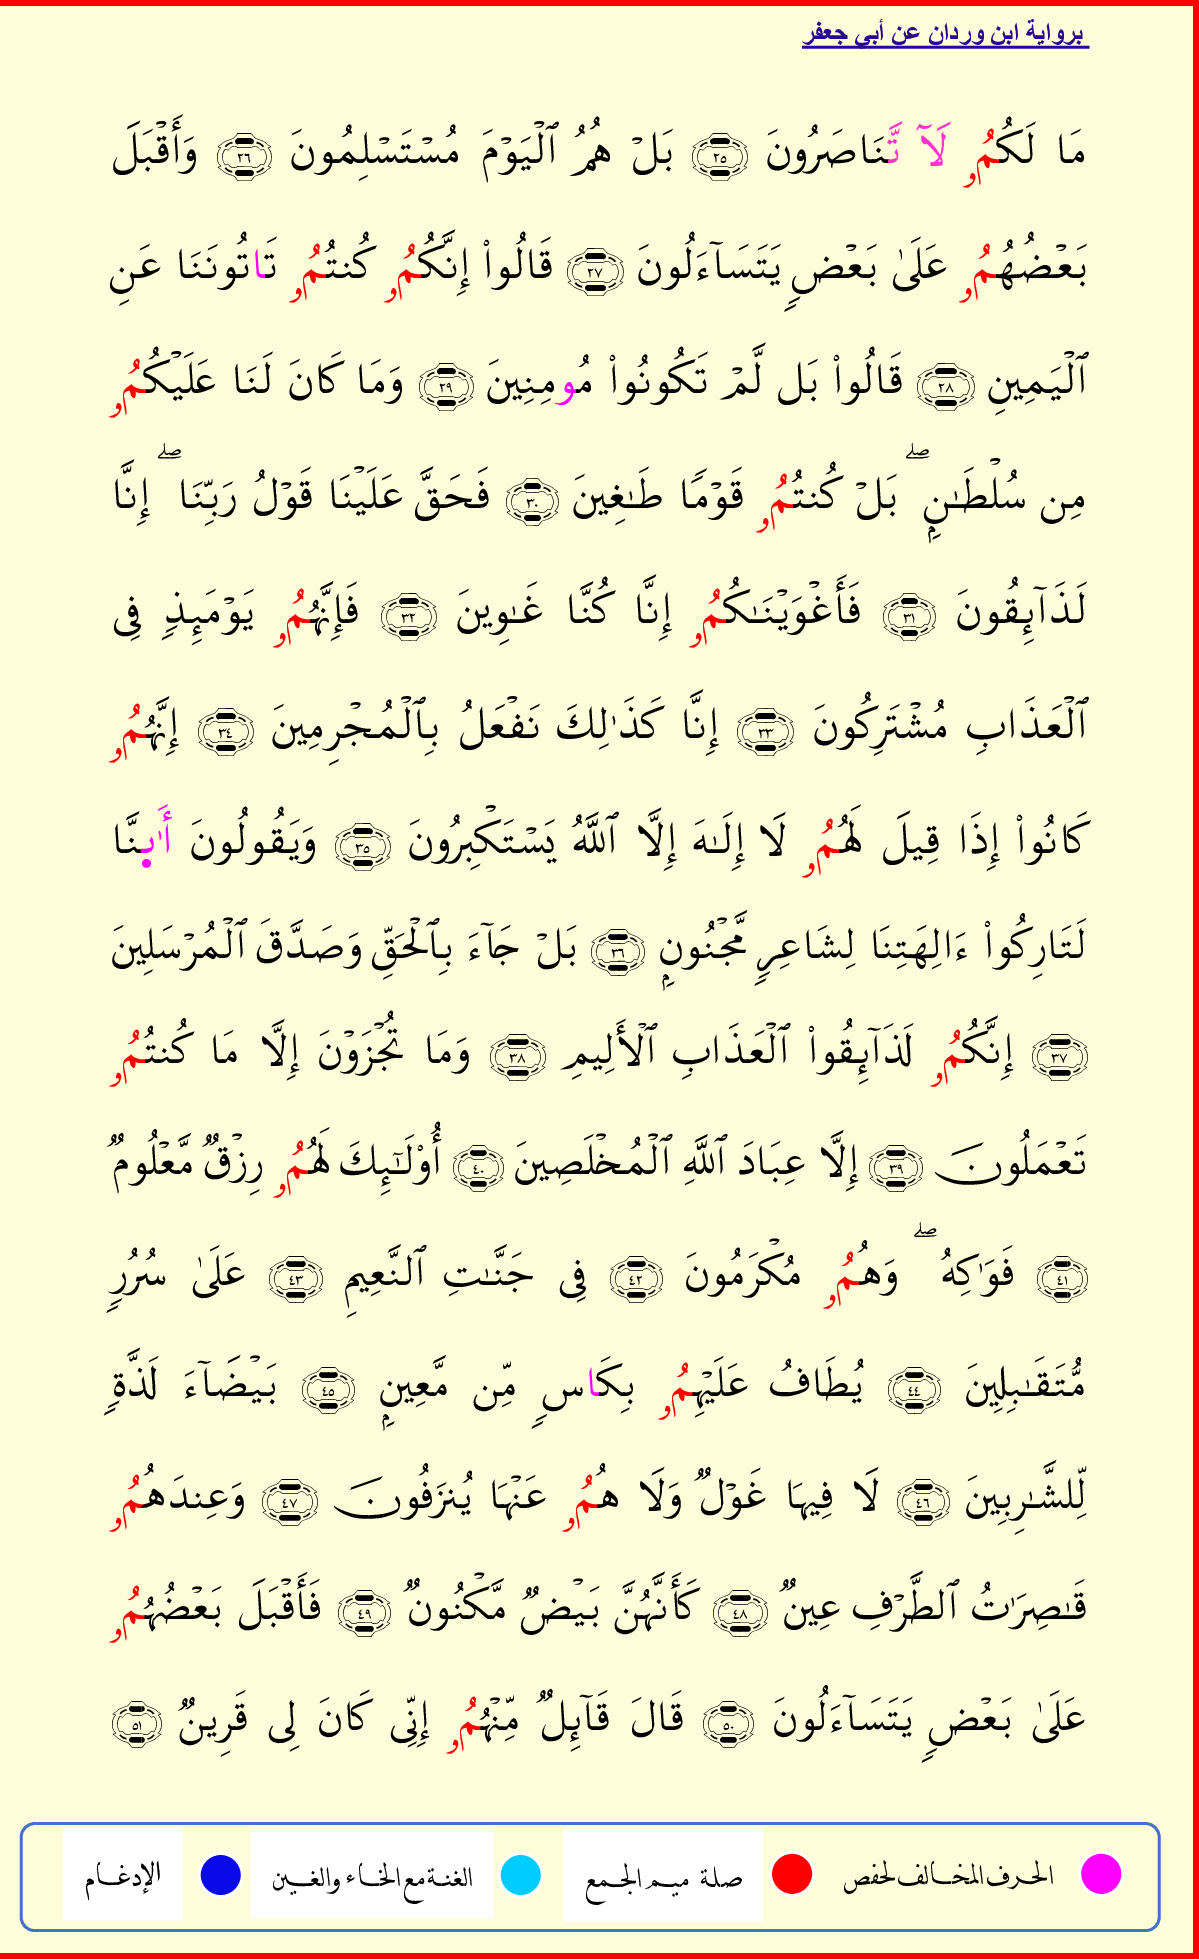 برواية ابن وردان عن أبي جعفر
مَا لَكُمُۥ لَآ تَّنَاصَرُونَ ٢٥ بَلۡ هُمُ ٱلۡيَوۡمَ مُسۡتَسۡلِمُونَ ٢٦ وَأَقۡبَلَ
بَعۡضُهُمُۥ عَلَىٰ بَعۡضٖ يَتَسَآءَلُونَ ٢٧ قَالُواْ إِنَّكُمُۥ كُنتُمُۥ تَاتُونَنَا عَنِ
ٱلۡيَمِينِ ٢٨ قَالُواْ بَل لَّمۡ تَكُونُواْ مُومِنِينَ ٢٩ وَمَا كَانَ لَنَا عَلَيۡكُمُۥ
مِن سُلۡطَٰنِۭۖ بَلۡ كُنتُمُۥ قَوۡمٗا طَٰغِينَ ٣٠ فَحَقَّ عَلَيۡنَا قَوۡلُ رَبِّنَاۖ إِنَّا
لَذَآئِقُونَ ٣١ فَأَغۡوَيۡنَٰكُمُۥ إِنَّا كُنَّا غَٰوِينَ ٣٢ فَإِنَّهُمُۥ يَوۡمَئِذٖ فِي
ٱلۡعَذَابِ مُشۡتَرِكُونَ ٣٣ إِنَّا كَذَٰلِكَ نَفۡعَلُ بِٱلۡمُجۡرِمِينَ ٣٤ إِنَّهُمُۥ
كَانُواْ إِذَا قِيلَ لَهُمُۥ لَا إِلَٰهَ إِلَّا ٱللَّهُ يَسۡتَكۡبِرُونَ ٣٥ وَيَقُولُونَ أَٰى۪نَّا
لَتَارِكُواْ ءَالِهَتِنَا لِشَاعِرٖ مَّجۡنُونِۭ ٣٦ بَلۡ جَآءَ بِٱلۡحَقِّ وَصَدَّقَ ٱلۡمُرۡسَلِينَ
٣٧ إِنَّكُمُۥ لَذَآئِقُواْ ٱلۡعَذَابِ ٱلۡأَلِيمِ ٣٨ وَمَا تُجۡزَوۡنَ إِلَّا مَا كُنتُمُۥ
تَعۡمَلُونَ ٣٩ إِلَّا عِبَادَ ٱللَّهِ ٱلۡمُخۡلَصِينَ ٤٠ أُوْلَٰٓئِكَ لَهُمُۥ رِزۡقٞ مَّعۡلُومٞ
٤١ فَوَٰكِهُۖ وَهُمُۥ مُكۡرَمُونَ ٤٢ فِي جَنَّٰتِ ٱلنَّعِيمِ ٤٣ عَلَىٰ سُرُرٖ
مُّتَقَٰبِلِينَ ٤٤ يُطَافُ عَلَيۡهِمُۥ بِكَاسٖ مِّن مَّعِينِۭ ٤٥ بَيۡضَآءَ لَذَّةٖ
لِّلشَّٰرِبِينَ ٤٦ لَا فِيهَا غَوۡلٞ وَلَا هُمُۥ عَنۡهَا يُنزَفُونَ ٤٧ وَعِندَهُمُۥ
قَٰصِرَٰتُ ٱلطَّرۡفِ عِينٞ ٤٨ كَأَنَّهُنَّ بَيۡضٞ مَّكۡنُونٞ ٤٩ فَأَقۡبَلَ بَعۡضُهُمُۥ
عَلَىٰ بَعۡضٖ يَتَسَآءَلُونَ ٥٠ قَالَ قَآئِلٞ مِّنۡهُمُۥ إِنِّي كَانَ لِي قَرِينٞ ٥١
الحرف المخالف لحفص صلة ميم الجمع الغنة مع الخاء والغين الإدغام